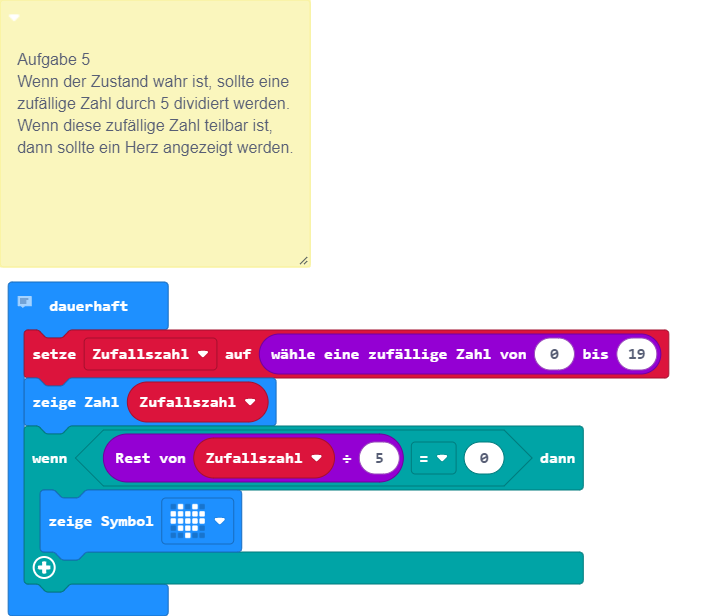 Aufgabe 5
Wenn der Zustand wahr ist, sollte eine
zufällige Zahl durch 5 dividiert werden.
Wenn diese zufällige Zahl teilbar ist,
dann sollte ein Herz angezeigt werden.
dauerhaft
setze Zufallszahl auf wähle eine zufällige Zahl von 0 bis 19
zeige Zahl Zufallszahl
wenn Rest von Zufallszahl ÷ 5 = 0 dann
zeige Symbol